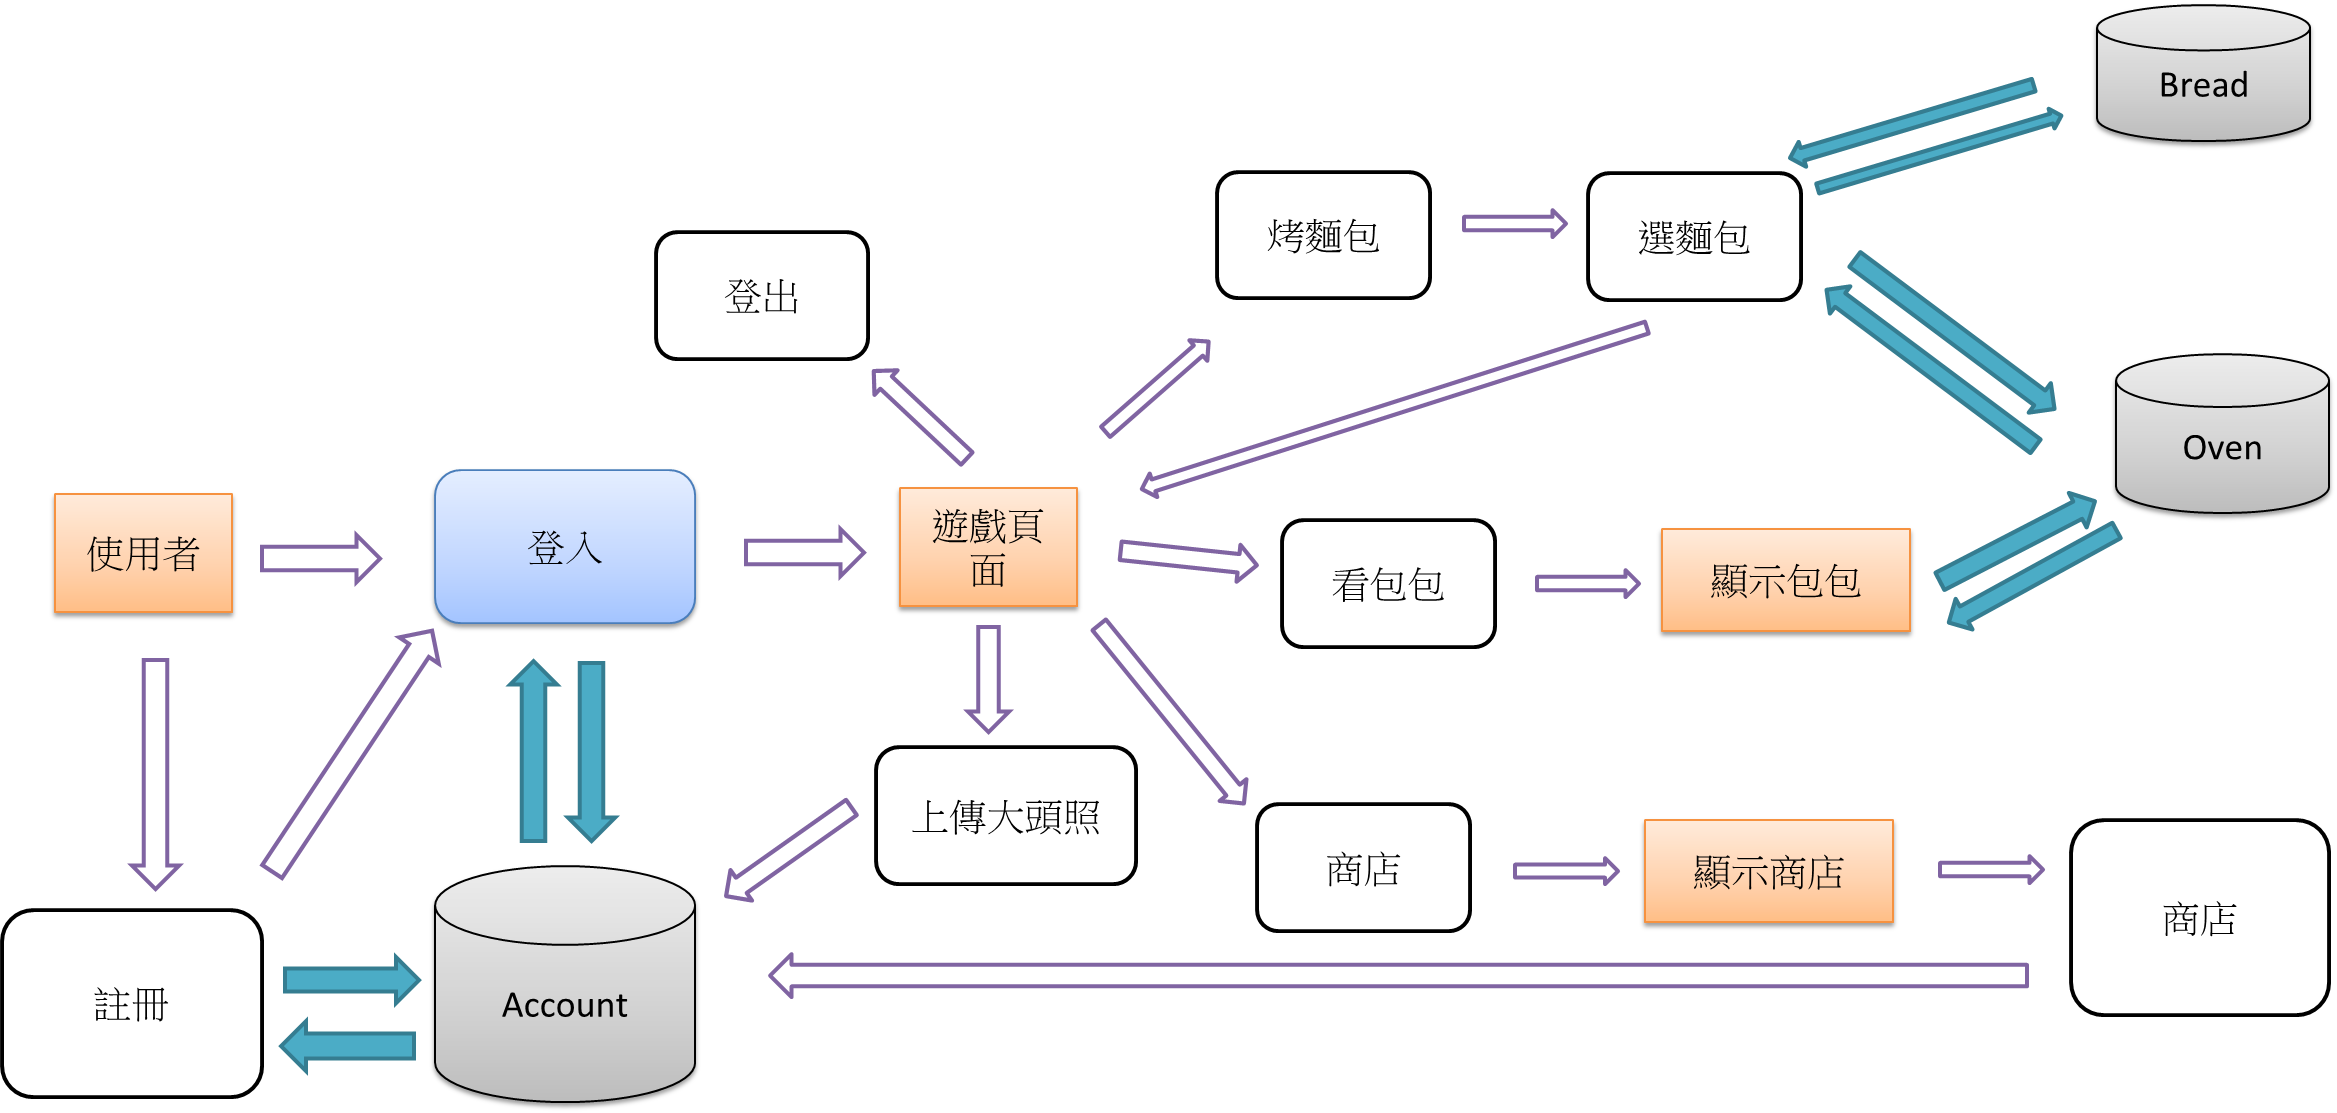 Bread
烤麵包
選麵包
登出
Oven
使用者
登入
遊戲頁
面
看包包
顯示包包
上傳大頭照
商店
顯示商店
商店
註冊
Account